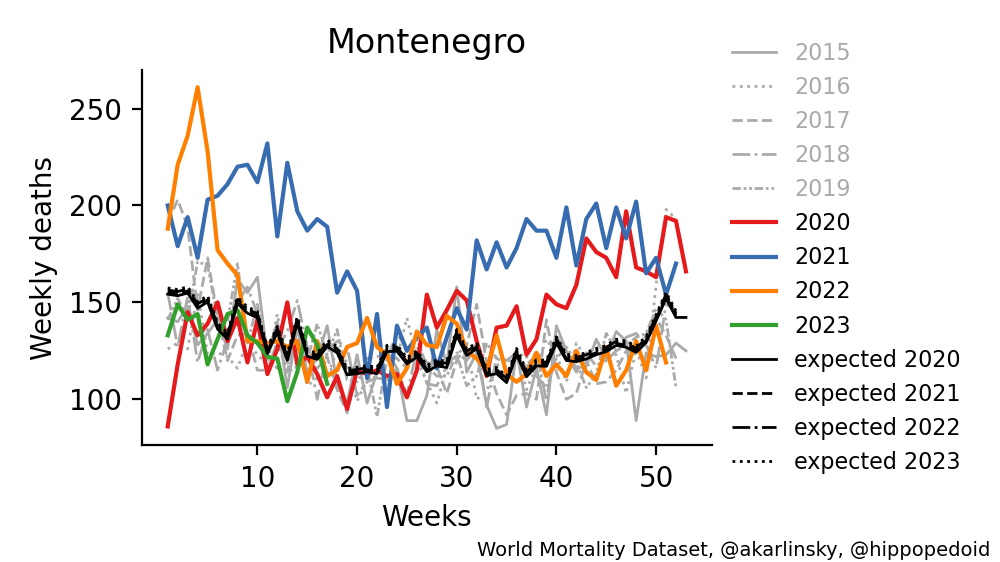 Montenegro
Weekly deaths
250
200
150
100
10 20 30 40 50
Weeks
2015
2016
2017
2018
2019
2020
2021
2022
2023
expected 2020
expected 2021
expected 2022
expected 2023
World Mortality Dataset, @akarlinsky, @hippopedoid